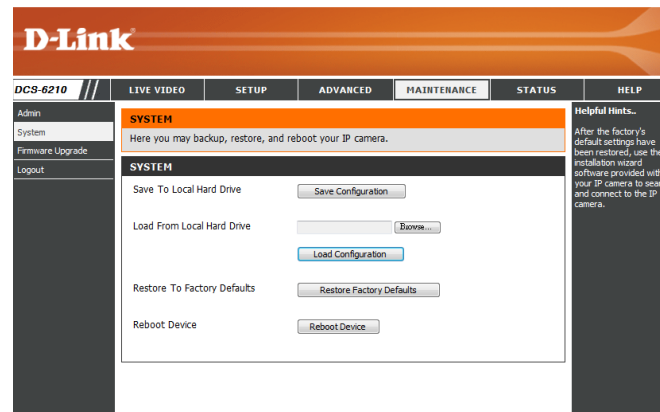 D-Link
DCS-6210
LIVE VIDEO
SETUP
ADVANCED
MAINTENANCE
STATUS
HELP
Admin
System
Firmware Upgrade
Logout
SYSTEM
Here you may backup, restore, and reboot your IP camera.
SYSTEM
Save To Local Hard Drive
Save Configuration
Load From Local Hard Drive
Browse...
Load Configuration
Restore To Factory Defaults
Restore Factory Defaults
Reboot Device
Reboot Device
Helpful Hints..
After the factory's
default settings have
been restored, use the
installation wizard
software provided with
your IP camera to sear
and connect to the IP
camera.